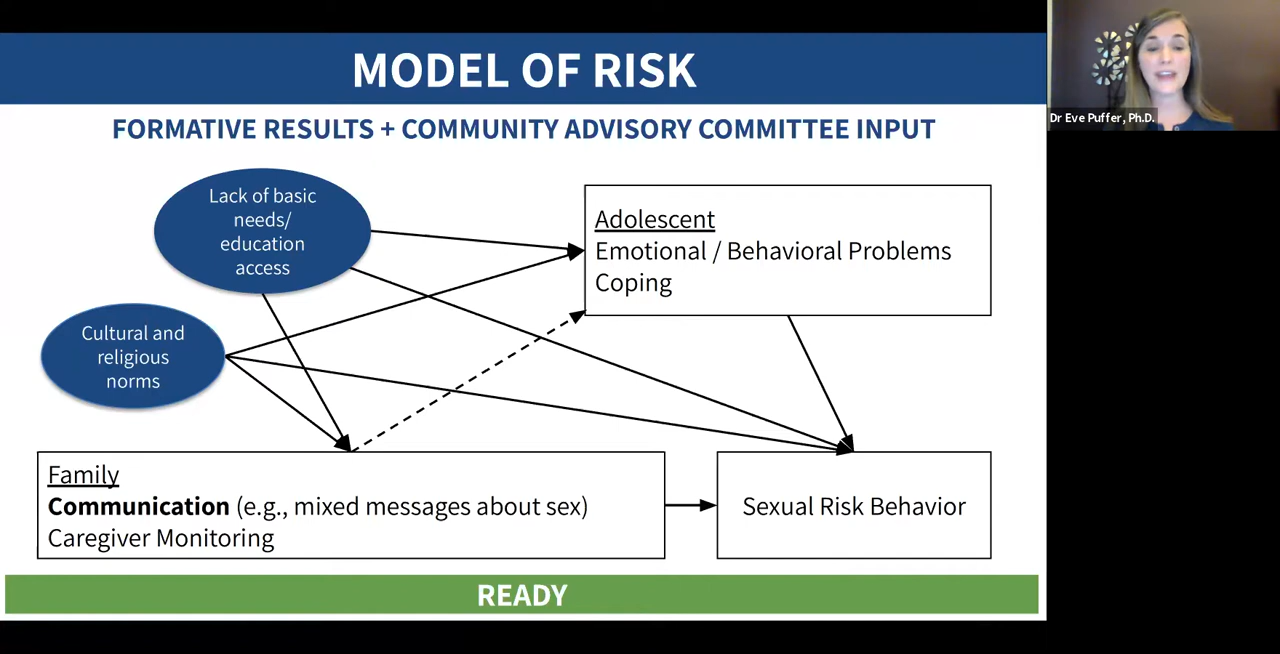 MODEL OF RISK
Dr Eve Puffer, Ph.D.
FORMATIVE RESULTS + COMMUNITY ADVISORY COMMITTEE INPUT
Lack of basic
needs/
education
access
Adolescent
Emotional / Behavioral Problems
Coping
Cultural and
religious
norms
Family
Communication (e.g., mixed messages about sex)
Caregiver Monitoring
Sexual Risk Behavior
READY